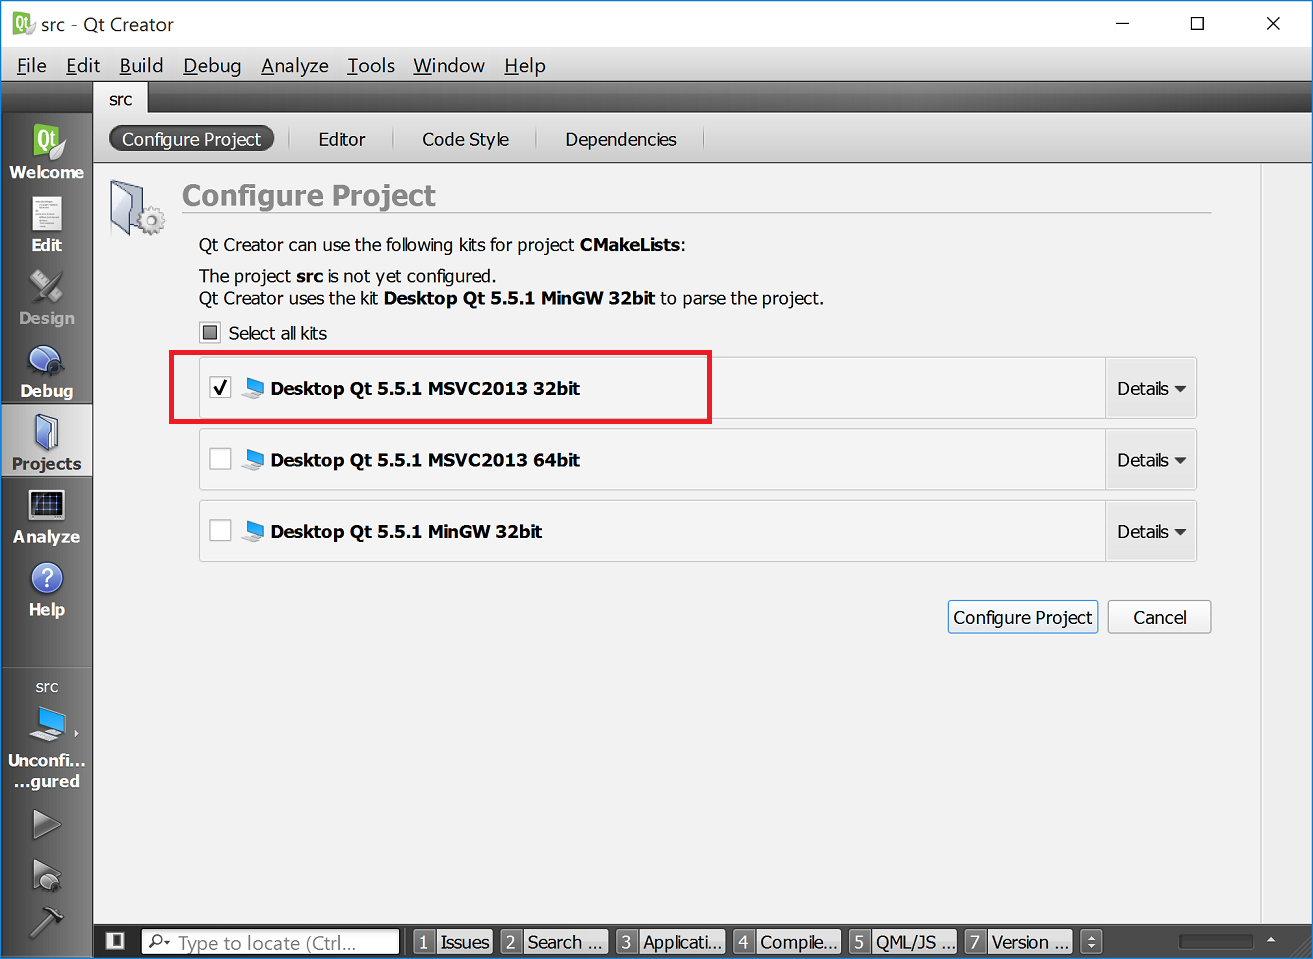 src - Qt Creator
File Edit Build Debug Analyze Tools Window Help
src
Configure Project Editor Code Style Dependencies
Qt
Welcome
Edit
Design
Debug
Projects
Analyze
Help
src
Unconfi...
...gured
Configure Project
Qt Creator can use the following kits for project CMakeLists:
The project src is not yet configured.
Qt Creator uses the kit Desktop Qt 5.5.1 MinGW 32bit to parse the project.
Select all kits
Desktop Qt 5.5.1 MSVC2013 32bit Details
Desktop Qt 5.5.1 MSVC2013 64bit Details
Desktop Qt 5.5.1 MinGW 32bit Details
Configure Project Cancel
Type to locate (Ctrl... 1 Issues 2 Search ... 3 Applicati... 4 Compile... 5 QML/JS ... 7 Version ...